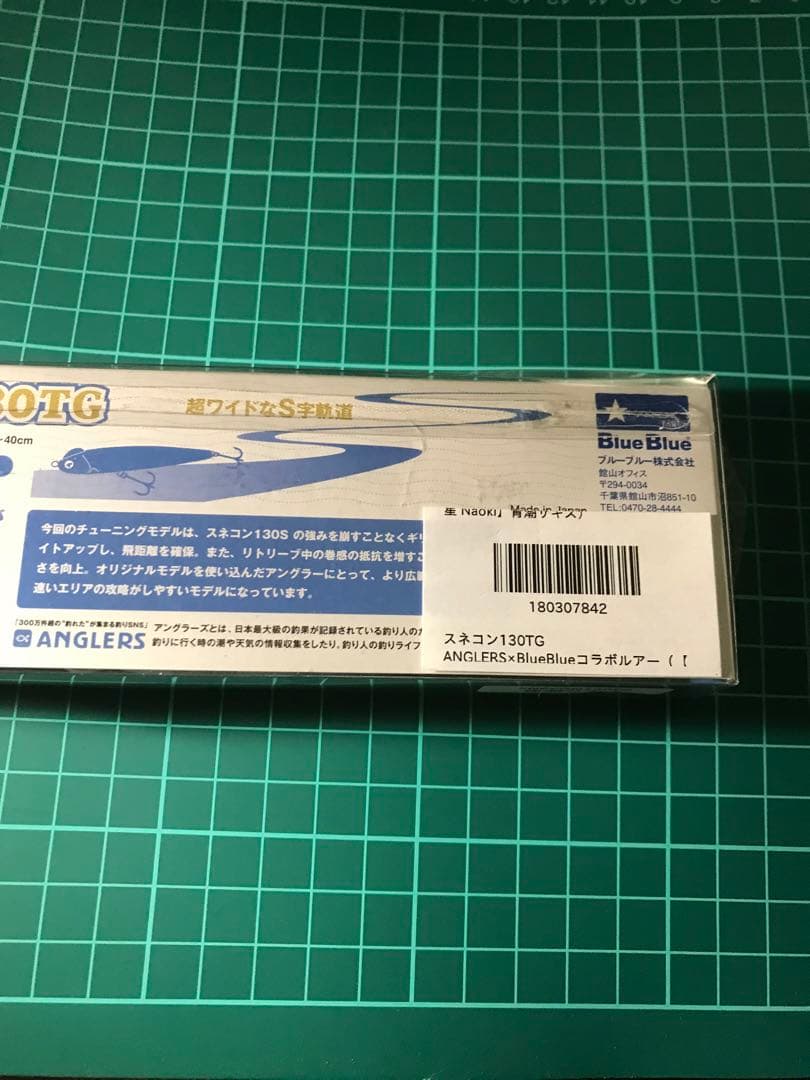 30TG
超ワイドなS字軌道
-40cm
BlueBlue
ブルーブルー株式会社
館山オフィス
〒294-0034
千葉県館山市沼851-10
TEL:0470-28-4444
今回のチューニングモデルは、スネコン130S の強みを崩すことなくギリ
イトアップし、飛距離を確保。また、リトリーブ中の巻感の抵抗を増すこ
さを向上。オリジナルモデルを使い込んだアングラーにとって、より広範
速いエリアの攻略がしやすいモデルになっています。
「300万外組の"釣れた"が集まる釣りSNS」
ANGLERS
アングラーズとは、日本最大級の釣果が記録されている釣り人のた
釣りに行く時の潮や天気の情報収集をしたり、釣り人の釣りライフ
星 Naoki』青潮 Made in Japan
180307842
スネコン130TG
ANGLERS×BlueBlueコラボルアー（【